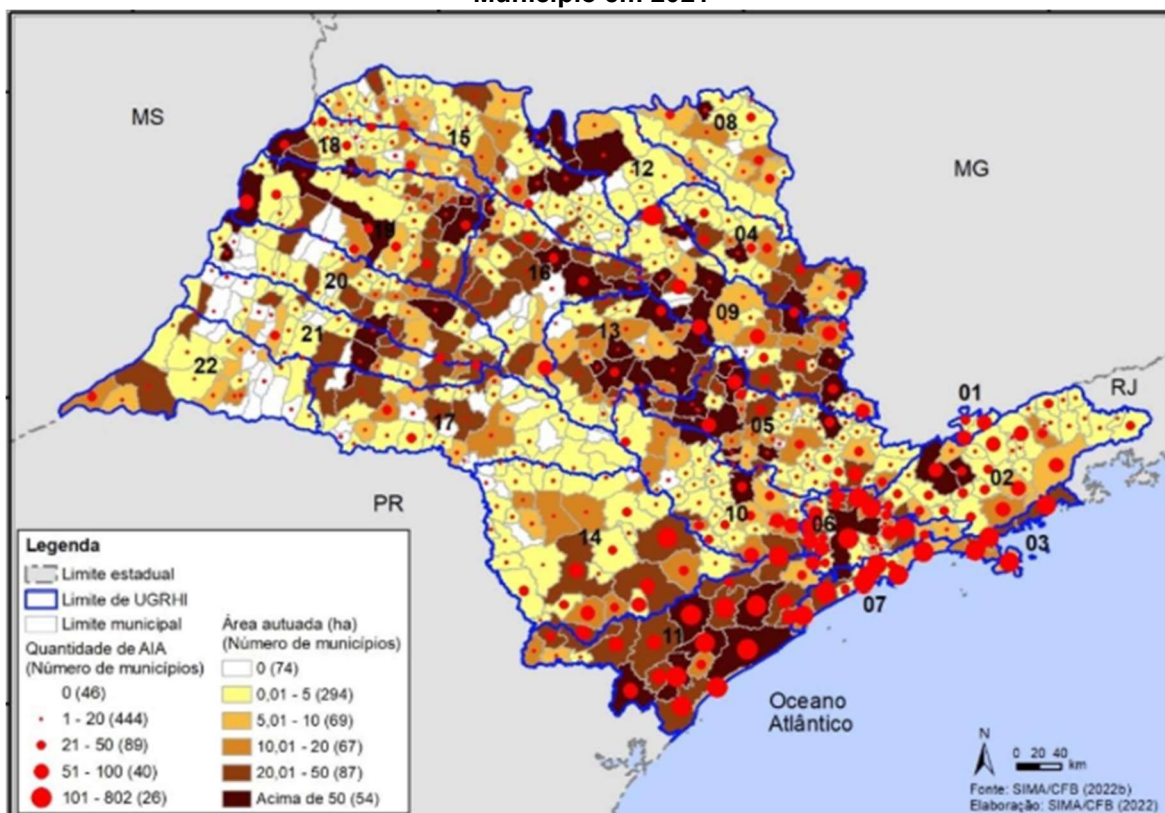 Município em 2021
MS
MG
RJ
PR
15
18
08
12
04
19
16
20
09
13
21
22
17
05
01
02
03
10
06
14
07
11
Oceano
Atlântico
Legenda
Limite estadual
Limite de UGRHI
Limite municipal
Quantidade de AIA
(Número de municípios)
0 (46)
1 - 20 (444)
21 - 50 (89)
51 - 100 (40)
101 - 802 (26)
Área autuada (ha)
(Número de municípios)
0 (74)
0,01 - 5 (294)
5,01 - 10 (69)
10,01 - 20 (67)
20,01 - 50 (87)
Acima de 50 (54)
N
0 20 40
km
Fonte: SIMA/CFB (2022b)
Elaboração: SIMA/CFB (2022)